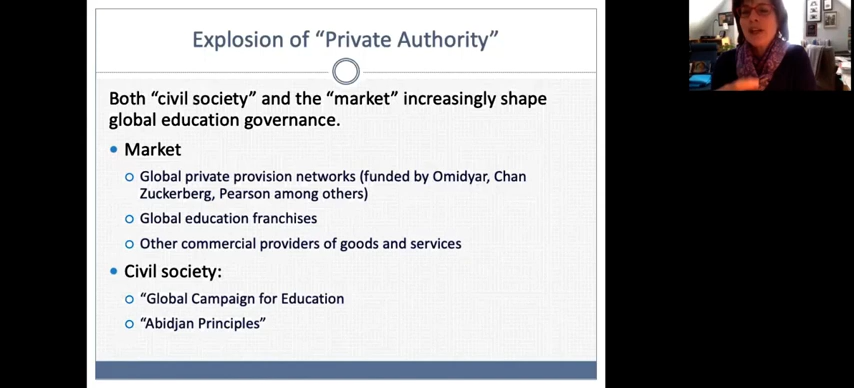 Explosion of “Private Authority”
Both “civil society” and the “market” increasingly shape
global education governance.
Market
Global private provision networks (funded by Omidyar, Chan
Zuckerberg, Pearson among others)
Global education franchises
Other commercial providers of goods and services
Civil society:
“Global Campaign for Education
“Abidjan Principles”